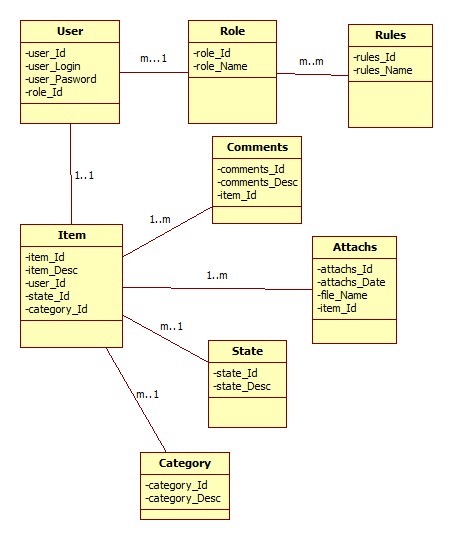 User
-user_Id
-user_Login
-user_Pasword
-role_Id
m...1
Role
-role_Id
-role_Name
m..m
Rules
-rules_Id
-rules_Name
1..1
Comments
-comments_Id
-comments_Desc
-item_Id
1..m
Item
-item_Id
-item_Desc
-user_Id
-state_Id
-category_Id
1..m
Attachs
-attachs_Id
-attachs_Date
-file_Name
-item_Id
m..1
State
-state_Id
-state_Desc
m..1
Category
-category_Id
-category_Desc